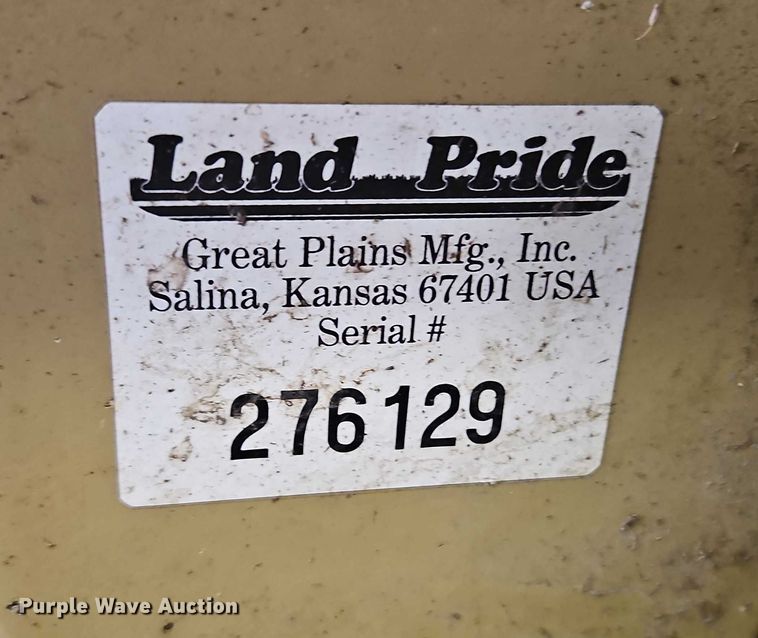 Land Pride
Great Plains Mfg., Inc.
Salina, Kansas 67401 USA
Serial #
276129
Purple Wave Auction